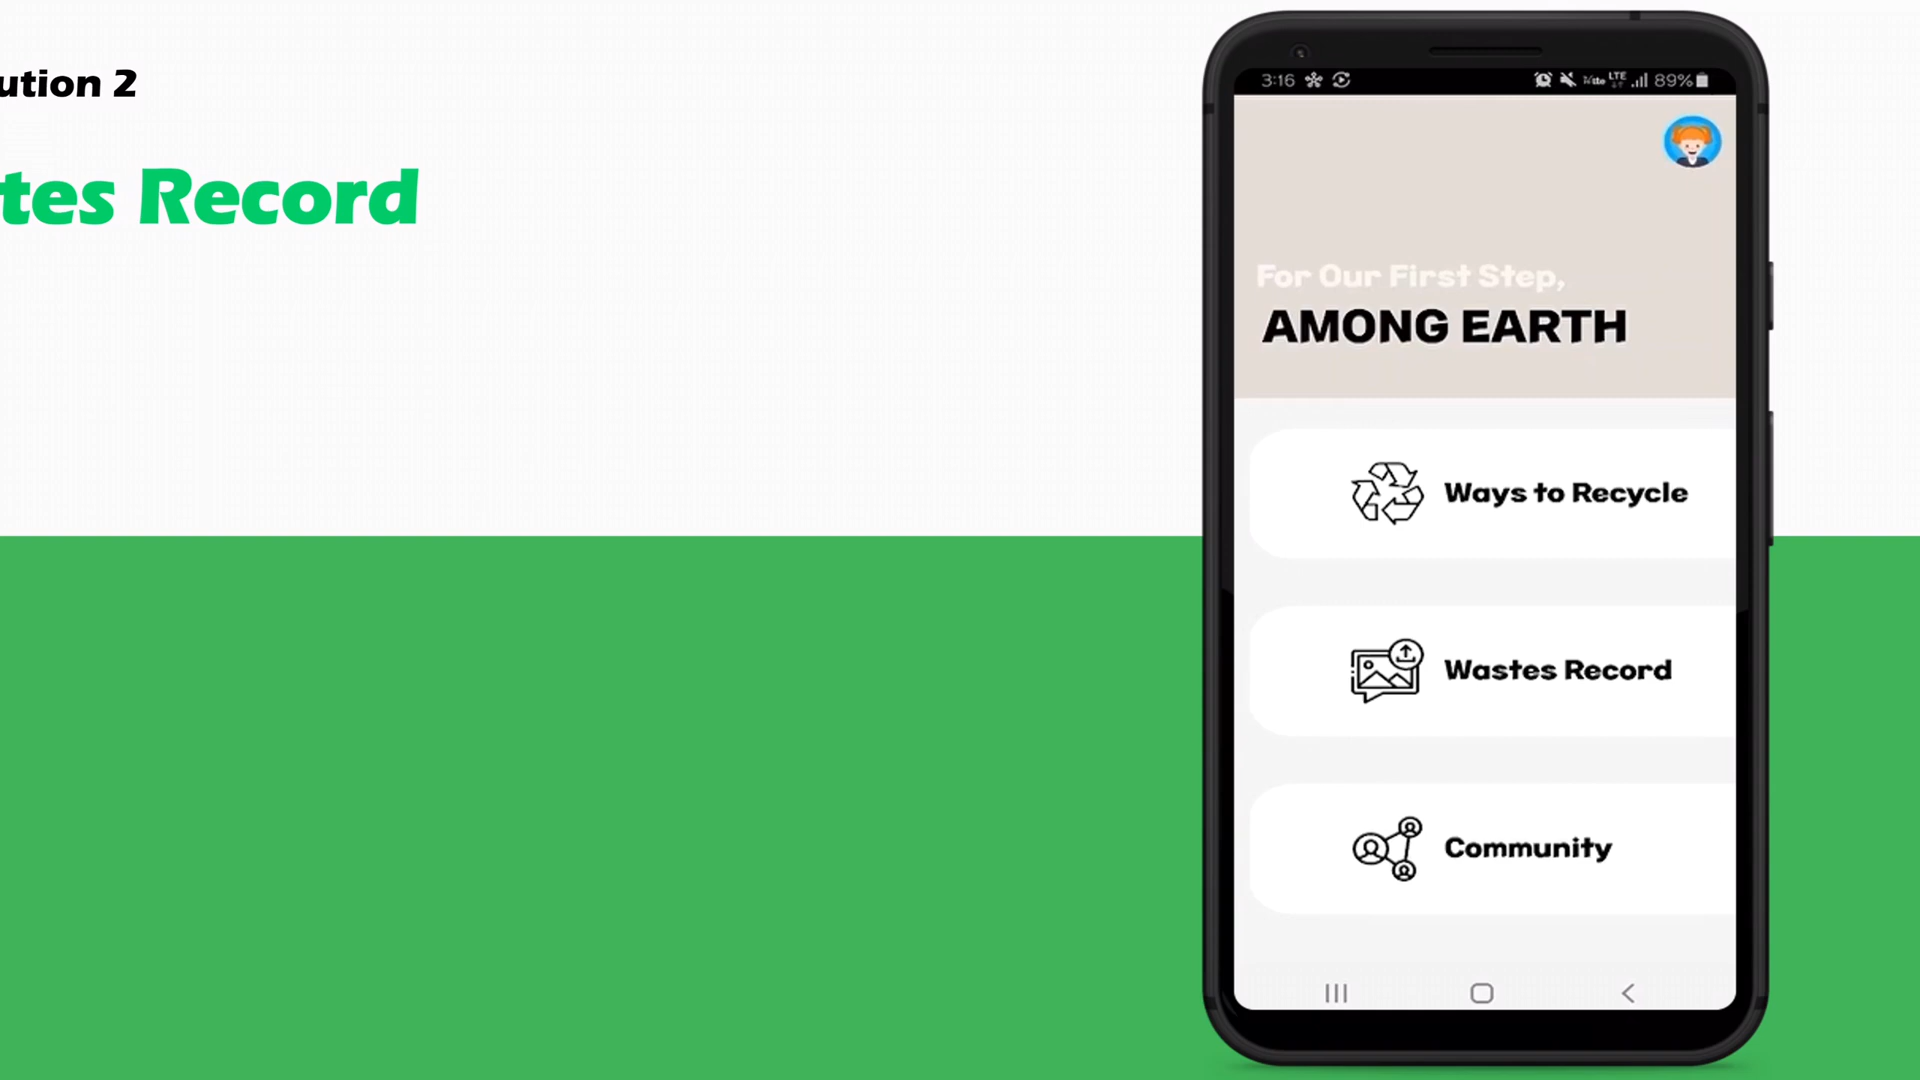 ution 2
tes Record
3:16 LTE 89%
For Our First Step,
AMONG EARTH
Ways to Recycle
Wastes Record
Community